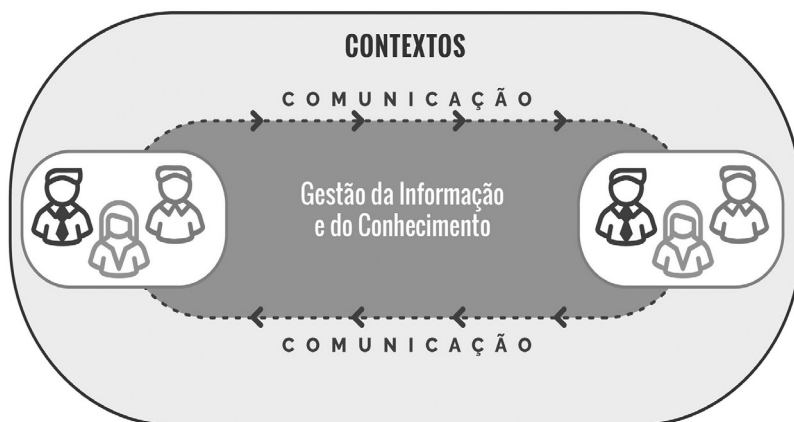 CONTEXTOS
COMUNICAÇÃO
Gestão da Informação
e do Conhecimento
COMUNICAÇÃO